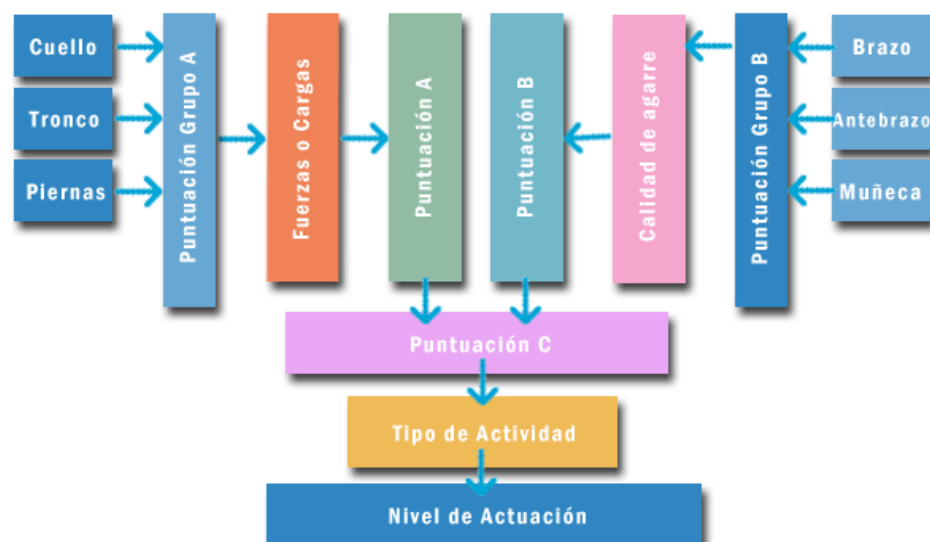 Cuello
Tronco
Piernas
Puntuación Grupo A
Fuerzas o Cargas
Puntuación A
Puntuación B
Calidad de agarre
Puntuación Grupo B
Brazo
Antebrazo
Muñeca
Puntuación C
Tipo de Actividad
Nivel de Actuación